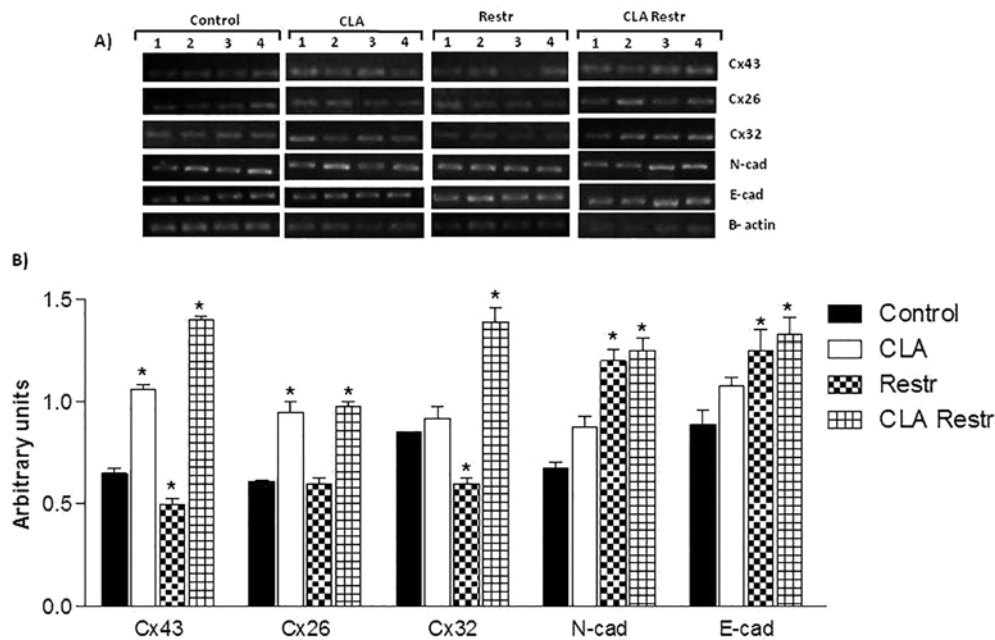 Control CLA Restr CLA Restr
A) 1 2 3 4 1 2 3 4 1 2 3 4 1 2 3 4
Cx43
Cx26
Cx32
N-cad
E-cad
B- actin
B)
Arbitrary units
1.5
1.0
0.5
0.0
* * *
* *
* *
* *
* *
Cx43 Cx26 Cx32 N-cad E-cad
Control
CLA
Restr
CLA Restr